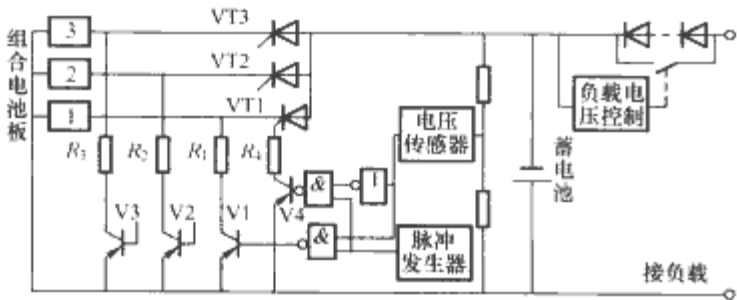 组合电池板
3
2
1
VT3
VT2
VT1
R3
R2
R1
R4
V3
V2
V1
V4
&
1
&
电压
传感器
脉冲
发生器
负载电
压控制
蓄电池
接负载